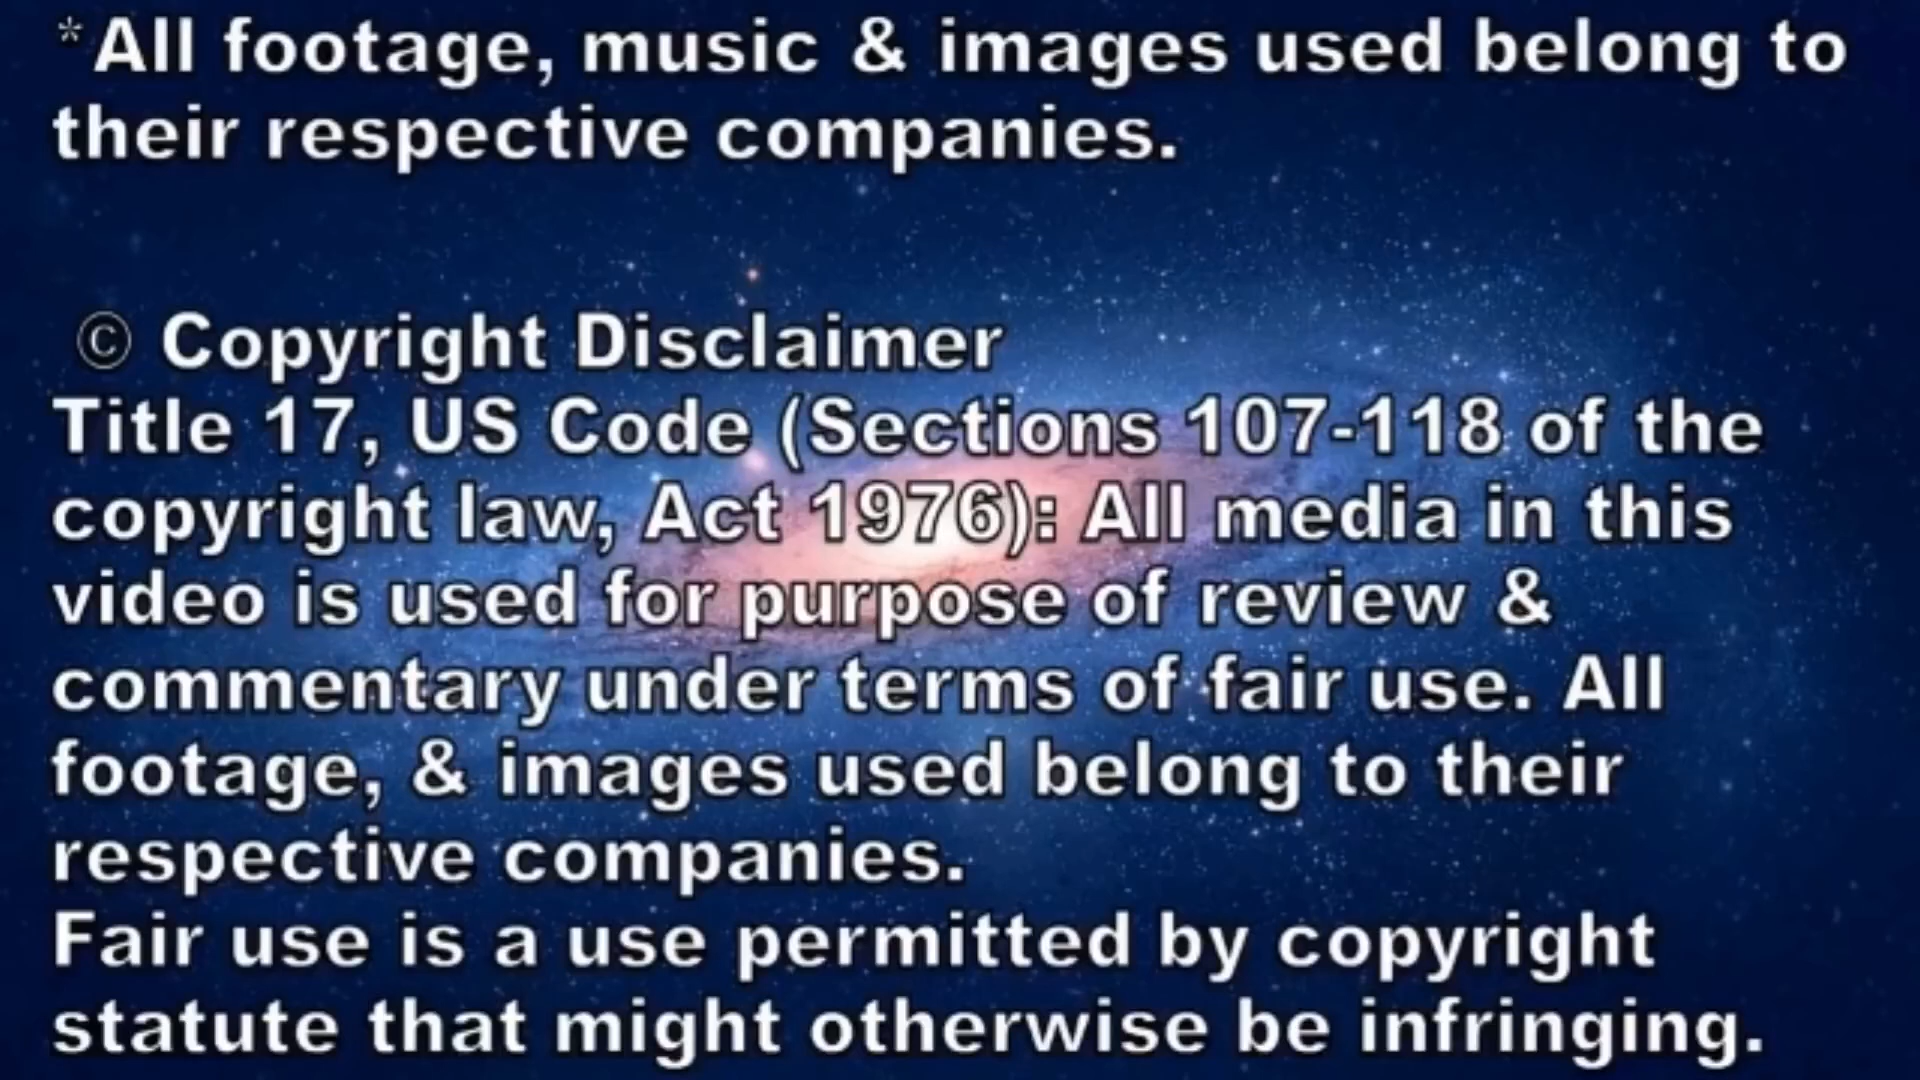 *All footage, music & images used belong to
their respective companies.
© Copyright Disclaimer
Title 17, US Code (Sections 107-118 of the
copyright law, Act 1976): All media in this
video is used for purpose of review &
commentary under terms of fair use. All
footage, & images used belong to their
respective companies.
Fair use is a use permitted by copyright
statute that might otherwise be infringing.